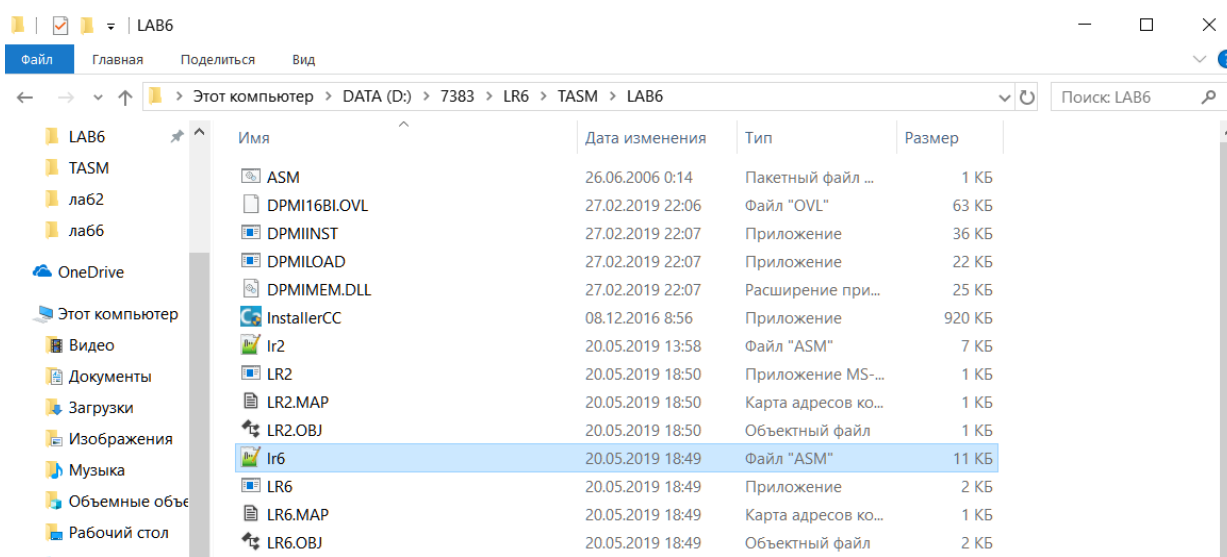 LAB6
Файл Главная Поделиться Вид
Этот компьютер > DATA (D:) > 7383 > LR6 > TASM > LAB6 Поиск: LAB6
LAB6
TASM
лаб2
лаб6
OneDrive
Этот компьютер
Видео
Документы
Загрузки
Изображения
Музыка
Объемные объе
Рабочий стол
Имя Дата изменения Тип Размер
ASM 26.06.2006 0:14 Пакетный файл ... 1 КБ
DPMI16BI.OVL 27.02.2019 22:06 Файл "OVL" 63 КБ
DPMIINST 27.02.2019 22:07 Приложение 36 КБ
DPMILOAD 27.02.2019 22:07 Приложение 22 КБ
DPMIMEM.DLL 27.02.2019 22:07 Расширение при... 25 КБ
InstallerCC 08.12.2016 8:56 Приложение 920 КБ
lr2 20.05.2019 13:58 Файл "ASM" 7 КБ
LR2 20.05.2019 18:50 Приложение MS-... 1 КБ
LR2.MAP 20.05.2019 18:50 Карта адресов ко... 1 КБ
LR2.OBJ 20.05.2019 18:50 Объектный файл 1 КБ
lr6 20.05.2019 18:49 Файл "ASM" 11 КБ
LR6 20.05.2019 18:49 Приложение 2 КБ
LR6.MAP 20.05.2019 18:49 Карта адресов ко... 1 КБ
LR6.OBJ 20.05.2019 18:49 Объектный файл 2 КБ